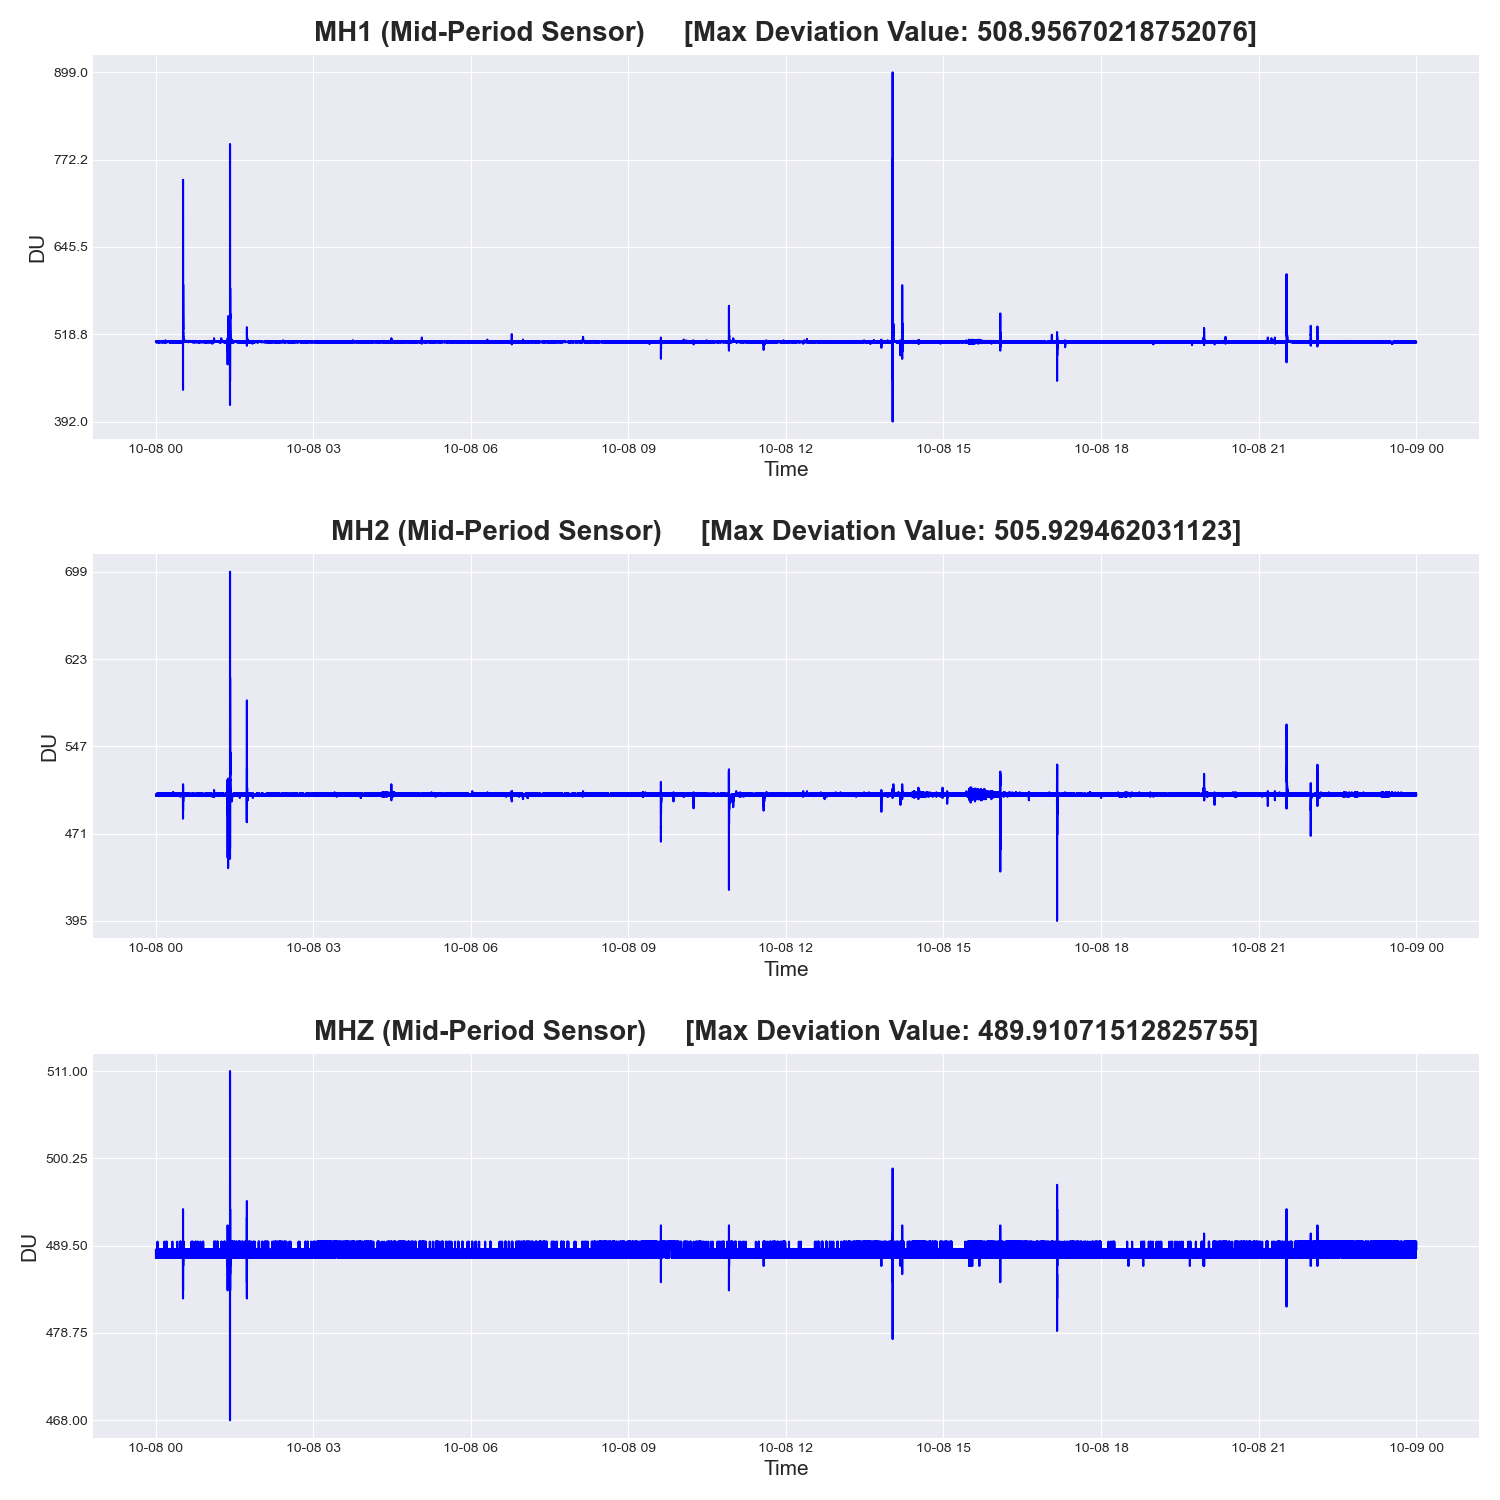 MH1 (Mid-Period Sensor) [Max Deviation Value: 508.95670218752076]
899.0
772.2
645.5
518.8
392.0
DU
10-08 00 10-08 03 10-08 06 10-08 09 10-08 12 10-08 15 10-08 18 10-08 21 10-09 00
Time
MH2 (Mid-Period Sensor) [Max Deviation Value: 505.929462031123]
699
623
547
471
395
DU
10-08 00 10-08 03 10-08 06 10-08 09 10-08 12 10-08 15 10-08 18 10-08 21 10-09 00
Time
MHZ (Mid-Period Sensor) [Max Deviation Value: 489.91071512825755]
511.00
500.25
489.50
478.75
468.00
DU
10-08 00 10-08 03 10-08 06 10-08 09 10-08 12 10-08 15 10-08 18 10-08 21 10-09 00
Time